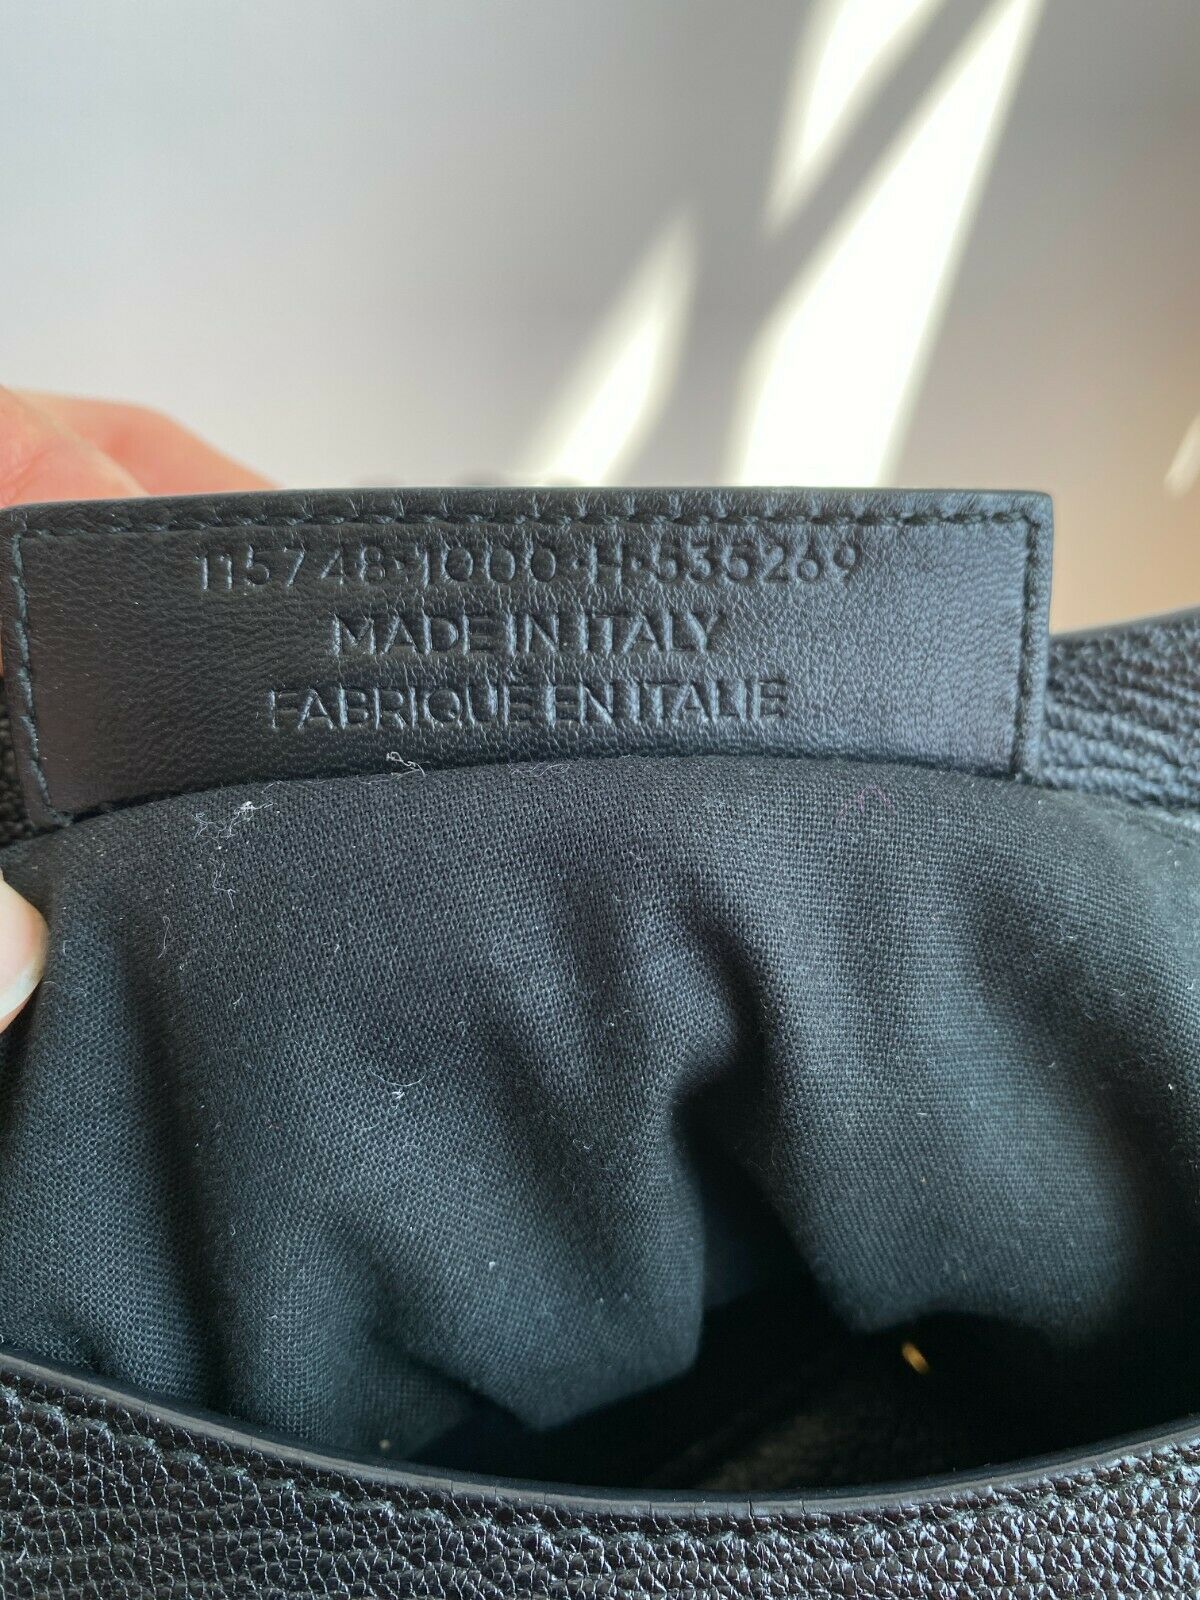 115748·1000·H·535269
MADE IN ITALY
FABRIQUÉ EN ITALIE